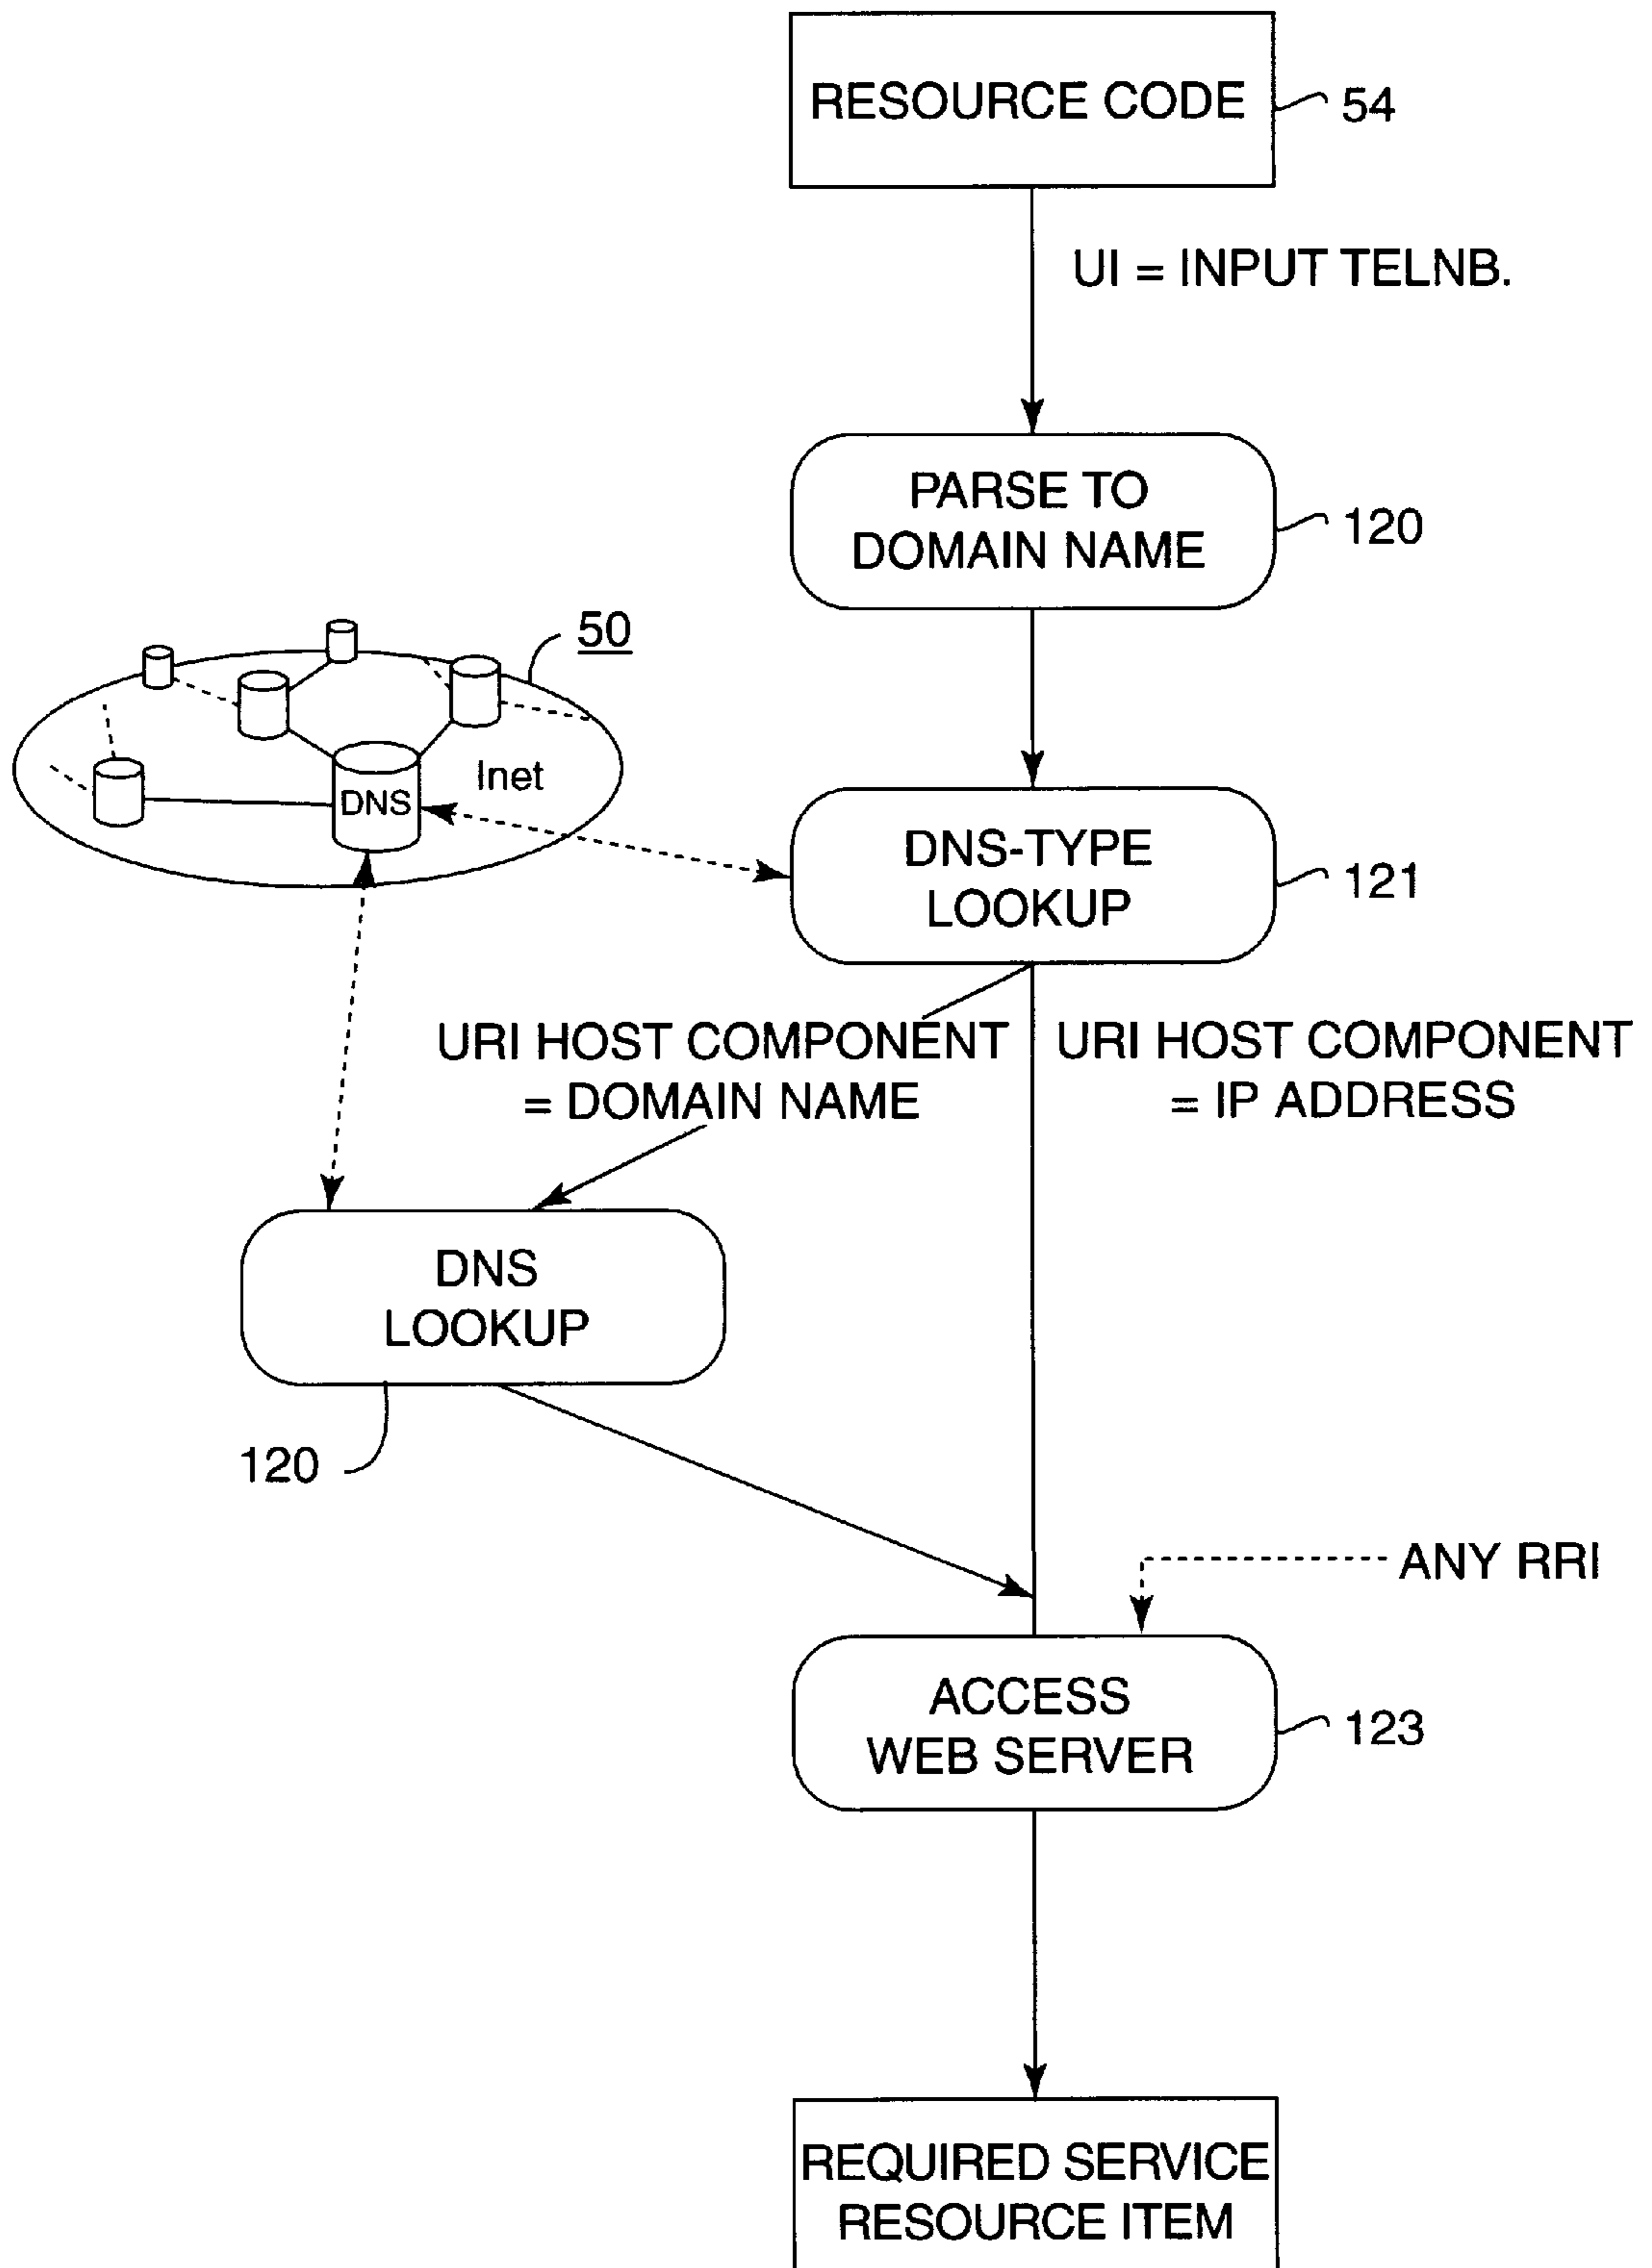 RESOURCE CODE
54
UI = INPUT TELNB.
PARSE TO
DOMAIN NAME
120
50
Inet
DNS
DNS-TYPE
LOOKUP
121
URI HOST COMPONENT
= DOMAIN NAME
URI HOST COMPONENT
= IP ADDRESS
DNS
LOOKUP
120
ANY RRI
ACCESS
WEB SERVER
123
REQUIRED SERVICE
RESOURCE ITEM